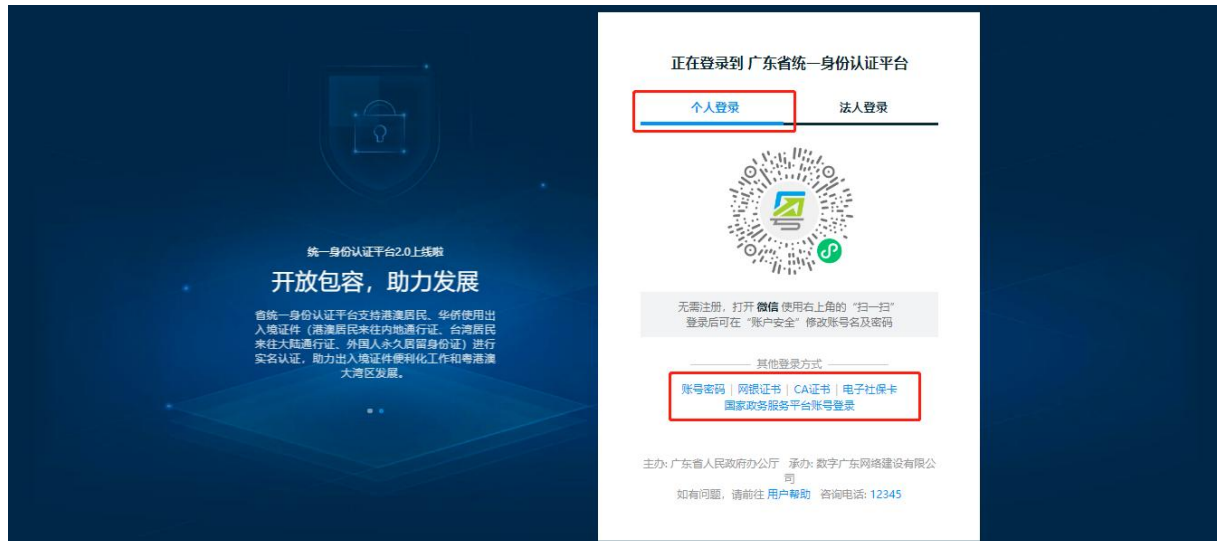 统一身份认证平台2.0上线啦
开放包容，助力发展
省统一身份认证平台支持港澳居民、华侨使用出
入境证件（港澳居民来往内地通行证、台湾居民
来往大陆通行证、外国人永久居留身份证）进行
实名认证，助力出入境证件便利化工作和粤港澳
大湾区发展。
正在登录到 广东省统一身份认证平台
个人登录 法人登录
无需注册，打开 微信 使用右上角的 “扫一扫”
登录后可在 “账户安全” 修改账号名及密码
其他登录方式
账号密码 | 网银证书 | CA证书 | 电子社保卡
国家政务服务平台账号登录
主办: 广东省人民政府办公厅 承办: 数字广东网络建设有限公
司
如有问题，请前往 用户帮助 咨询电话: 12345